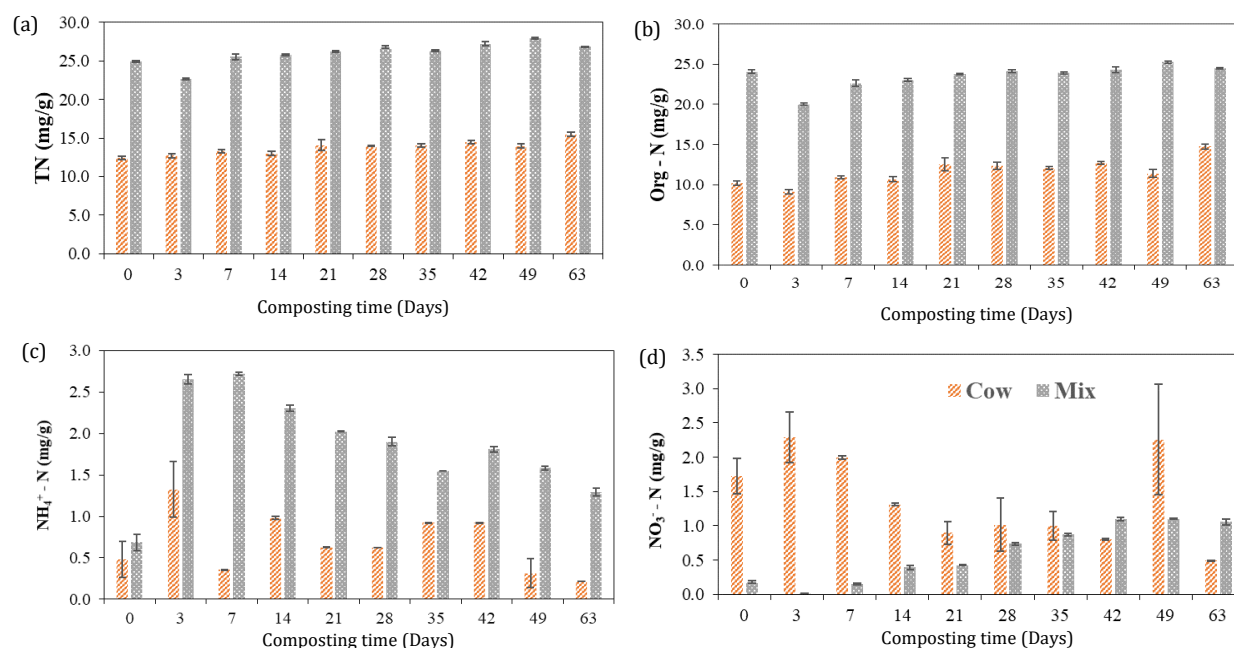 (a)
TN (mg/g)
30.0
25.0
20.0
15.0
10.0
5.0
0.0
0 3 7 14 21 28 35 42 49 63
Composting time (Days)
(b)
Org - N (mg/g)
30.0
25.0
20.0
15.0
10.0
5.0
0.0
0 3 7 14 21 28 35 42 49 63
Composting time (Days)
(c)
NH₄⁺ - N (mg/g)
3.0
2.5
2.0
1.5
1.0
0.5
0.0
0 3 7 14 21 28 35 42 49 63
Composting time (Days)
(d)
NO₃⁻ - N (mg/g)
3.5
3.0
2.5
2.0
1.5
1.0
0.5
0.0
Cow Mix
0 3 7 14 21 28 35 42 49 63
Composting time (Days)